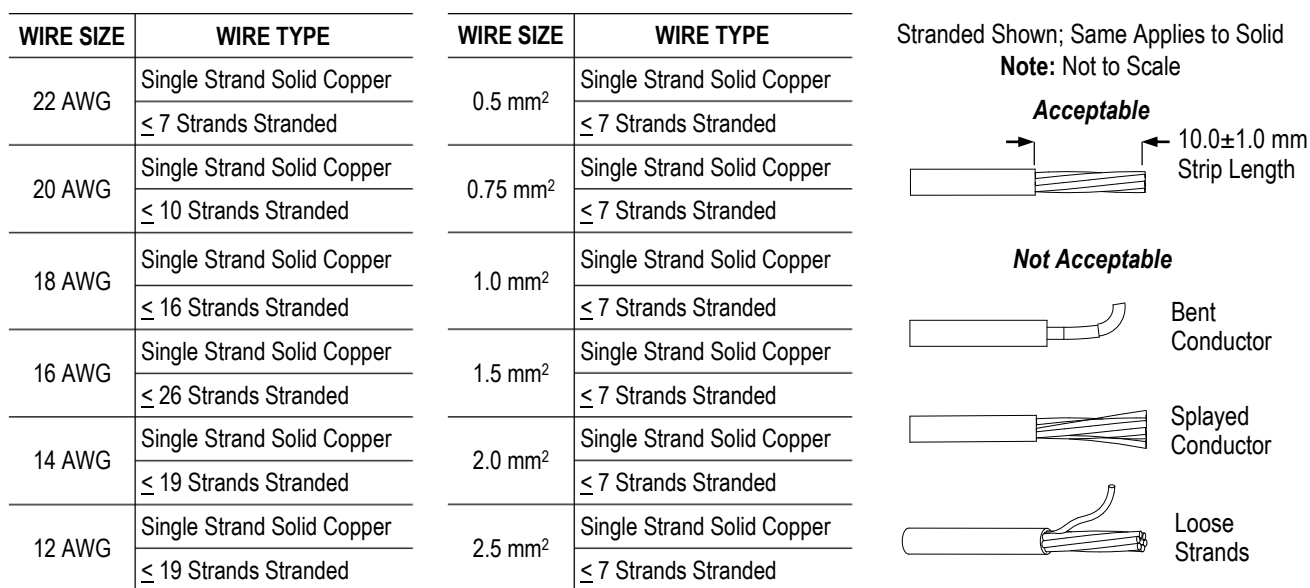 WIRE SIZE WIRE TYPE
22 AWG
Single Strand Solid Copper
≤ 7 Strands Stranded
20 AWG
Single Strand Solid Copper
≤ 10 Strands Stranded
18 AWG
Single Strand Solid Copper
≤ 16 Strands Stranded
16 AWG
Single Strand Solid Copper
≤ 26 Strands Stranded
14 AWG
Single Strand Solid Copper
≤ 19 Strands Stranded
12 AWG
Single Strand Solid Copper
≤ 19 Strands Stranded
WIRE SIZE WIRE TYPE
0.5 mm²
Single Strand Solid Copper
≤ 7 Strands Stranded
0.75 mm²
Single Strand Solid Copper
≤ 7 Strands Stranded
1.0 mm²
Single Strand Solid Copper
≤ 7 Strands Stranded
1.5 mm²
Single Strand Solid Copper
≤ 7 Strands Stranded
2.0 mm²
Single Strand Solid Copper
≤ 7 Strands Stranded
2.5 mm²
Single Strand Solid Copper
≤ 7 Strands Stranded
Stranded Shown; Same Applies to Solid
Note: Not to Scale
Acceptable
10.0±1.0 mm
Strip Length
Not Acceptable
Bent
Conductor
Splayed
Conductor
Loose
Strands